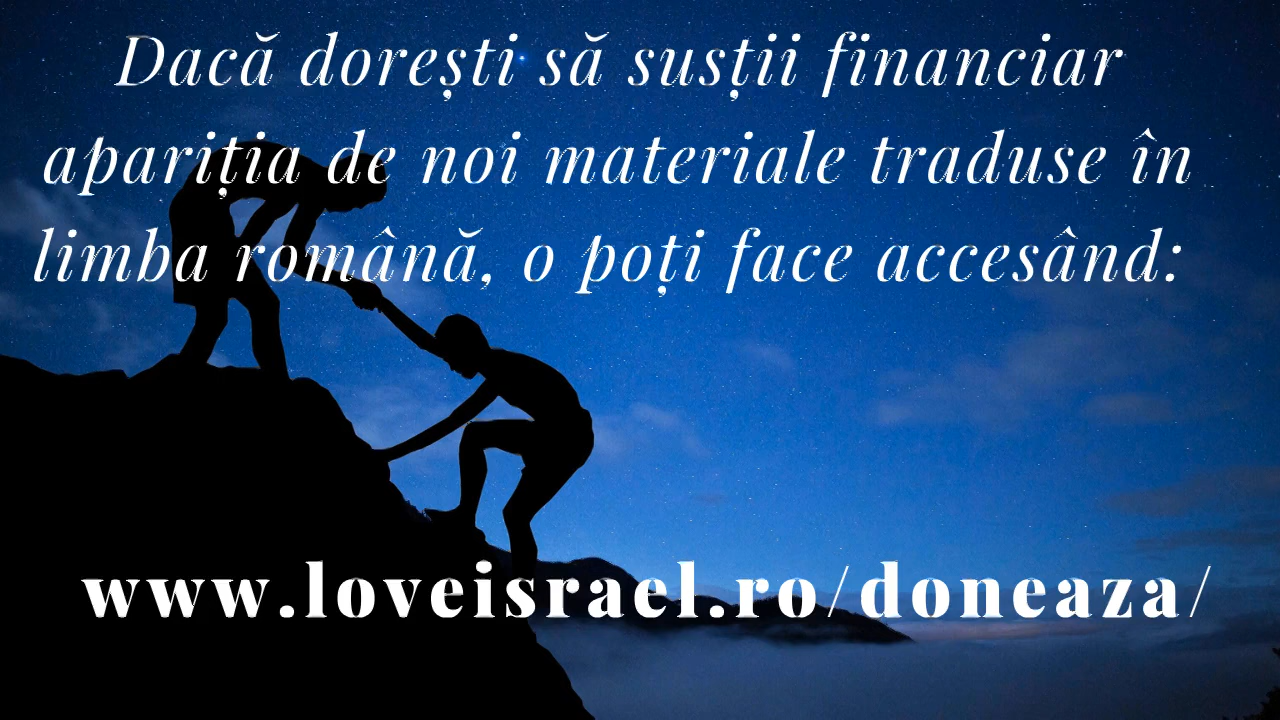 Dacă dorești să susții financiar
apariția de noi materiale traduse în
limba română, o poți face accesând:
www.loveisrael.ro/doneaza/